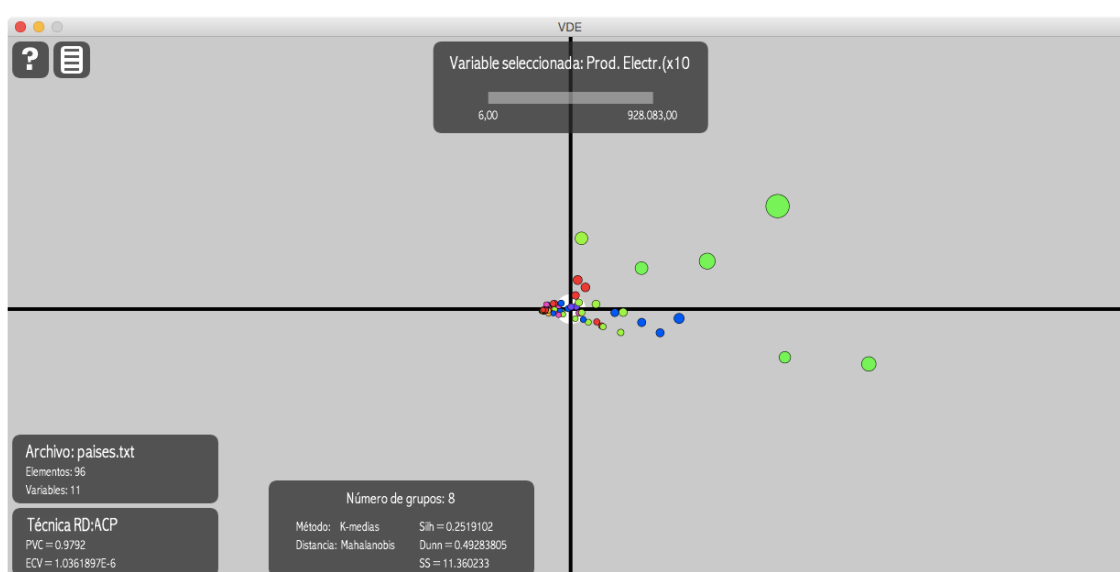 VDE
?
Variable seleccionada: Prod. Electr.(x10
6,00 928.083,00
Archivo: paises.txt
Elementos: 96
Variables: 11
Técnica RD:ACP
PVC = 0.9792
ECV = 1.0361897E-6
Número de grupos: 8
Método: K-medias Silh = 0.2519102
Distancia: Mahalanobis Dunn = 0.49283805
SS = 11.360233